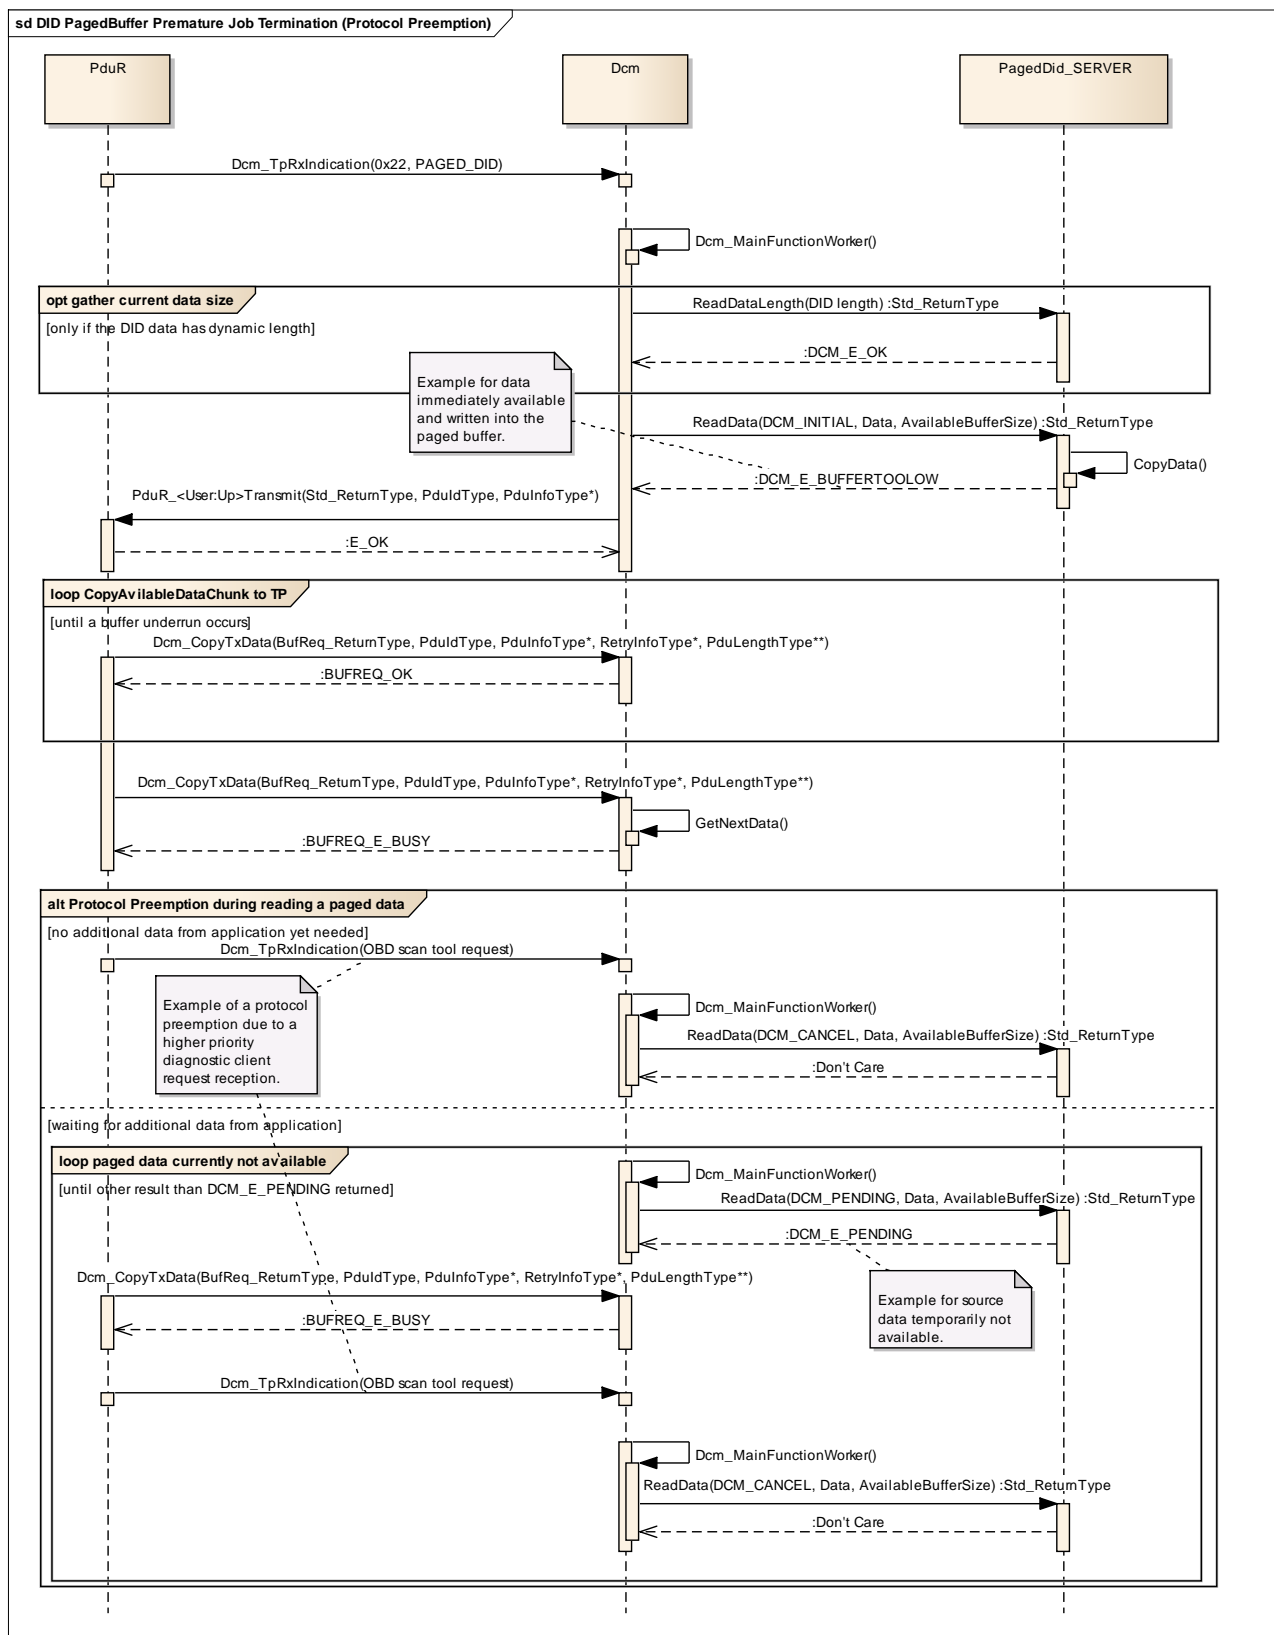 sd DID PagedBuffer Premature Job Termination (Protocol Preemption)
PduR
Dcm
PagedDid_SERVER
Dcm_TpRxIndication(0x22, PAGED_DID)
Dcm_MainFunctionWorker()
opt gather current data size
[only if the DID data has dynamic length]
ReadDataLength(DID length) :Std_ReturnType
:DCM_E_OK
Example for data
immediately available
and written into the
paged buffer.
ReadData(DCM_INITIAL, Data, AvailableBufferSize) :Std_ReturnType
CopyData()
:DCM_E_BUFFERTOOLOW
PduR_<User:Up>Transmit(Std_ReturnType, PduIdType, PduInfoType*)
:E_OK
loop CopyAvilableDataChunk to TP
[until a buffer underrun occurs]
Dcm_CopyTxData(BufReq_ReturnType, PduIdType, PduInfoType*, RetryInfoType*, PduLengthType**)
:BUFREQ_OK
Dcm_CopyTxData(BufReq_ReturnType, PduIdType, PduInfoType*, RetryInfoType*, PduLengthType**)
GetNextData()
:BUFREQ_E_BUSY
alt Protocol Preemption during reading a paged data
[no additional data from application yet needed]
Dcm_TpRxIndication(OBD scan tool request)
Example of a protocol
preemption due to a
higher priority
diagnostic client
request reception.
Dcm_MainFunctionWorker()
ReadData(DCM_CANCEL, Data, AvailableBufferSize) :Std_ReturnType
:Don't Care
[waiting for additional data from application]
loop paged data currently not available
[until other result than DCM_E_PENDING returned]
Dcm_MainFunctionWorker()
ReadData(DCM_PENDING, Data, AvailableBufferSize) :Std_ReturnType
:DCM_E_PENDING
Dcm_CopyTxData(BufReq_ReturnType, PduIdType, PduInfoType*, RetryInfoType*, PduLengthType**)
:BUFREQ_E_BUSY
Example for source
data temporarily not
available.
Dcm_TpRxIndication(OBD scan tool request)
Dcm_MainFunctionWorker()
ReadData(DCM_CANCEL, Data, AvailableBufferSize) :Std_ReturnType
:Don't Care